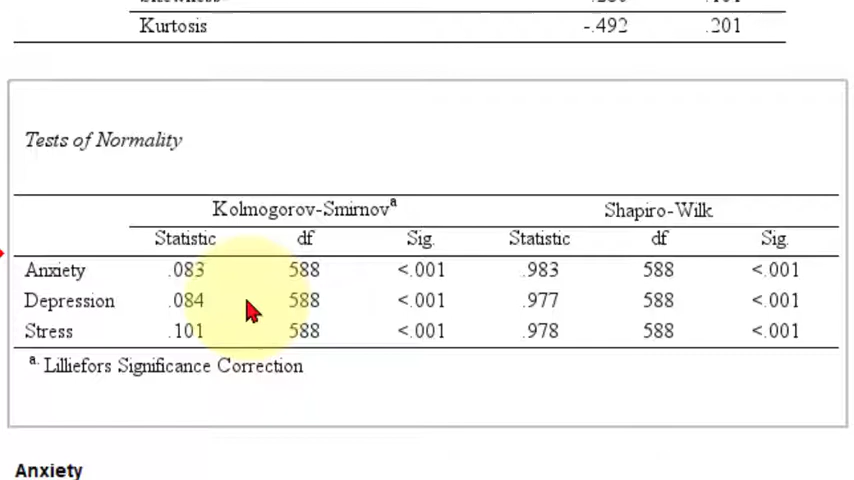 Kurtosis -.492 .201
Tests of Normality
Kolmogorov-Smirnov^a Shapiro-Wilk
Statistic df Sig. Statistic df Sig.
Anxiety .083 588 <.001 .983 588 <.001
Depression .084 588 <.001 .977 588 <.001
Stress .101 588 <.001 .978 588 <.001
a. Lilliefors Significance Correction
Anxiety